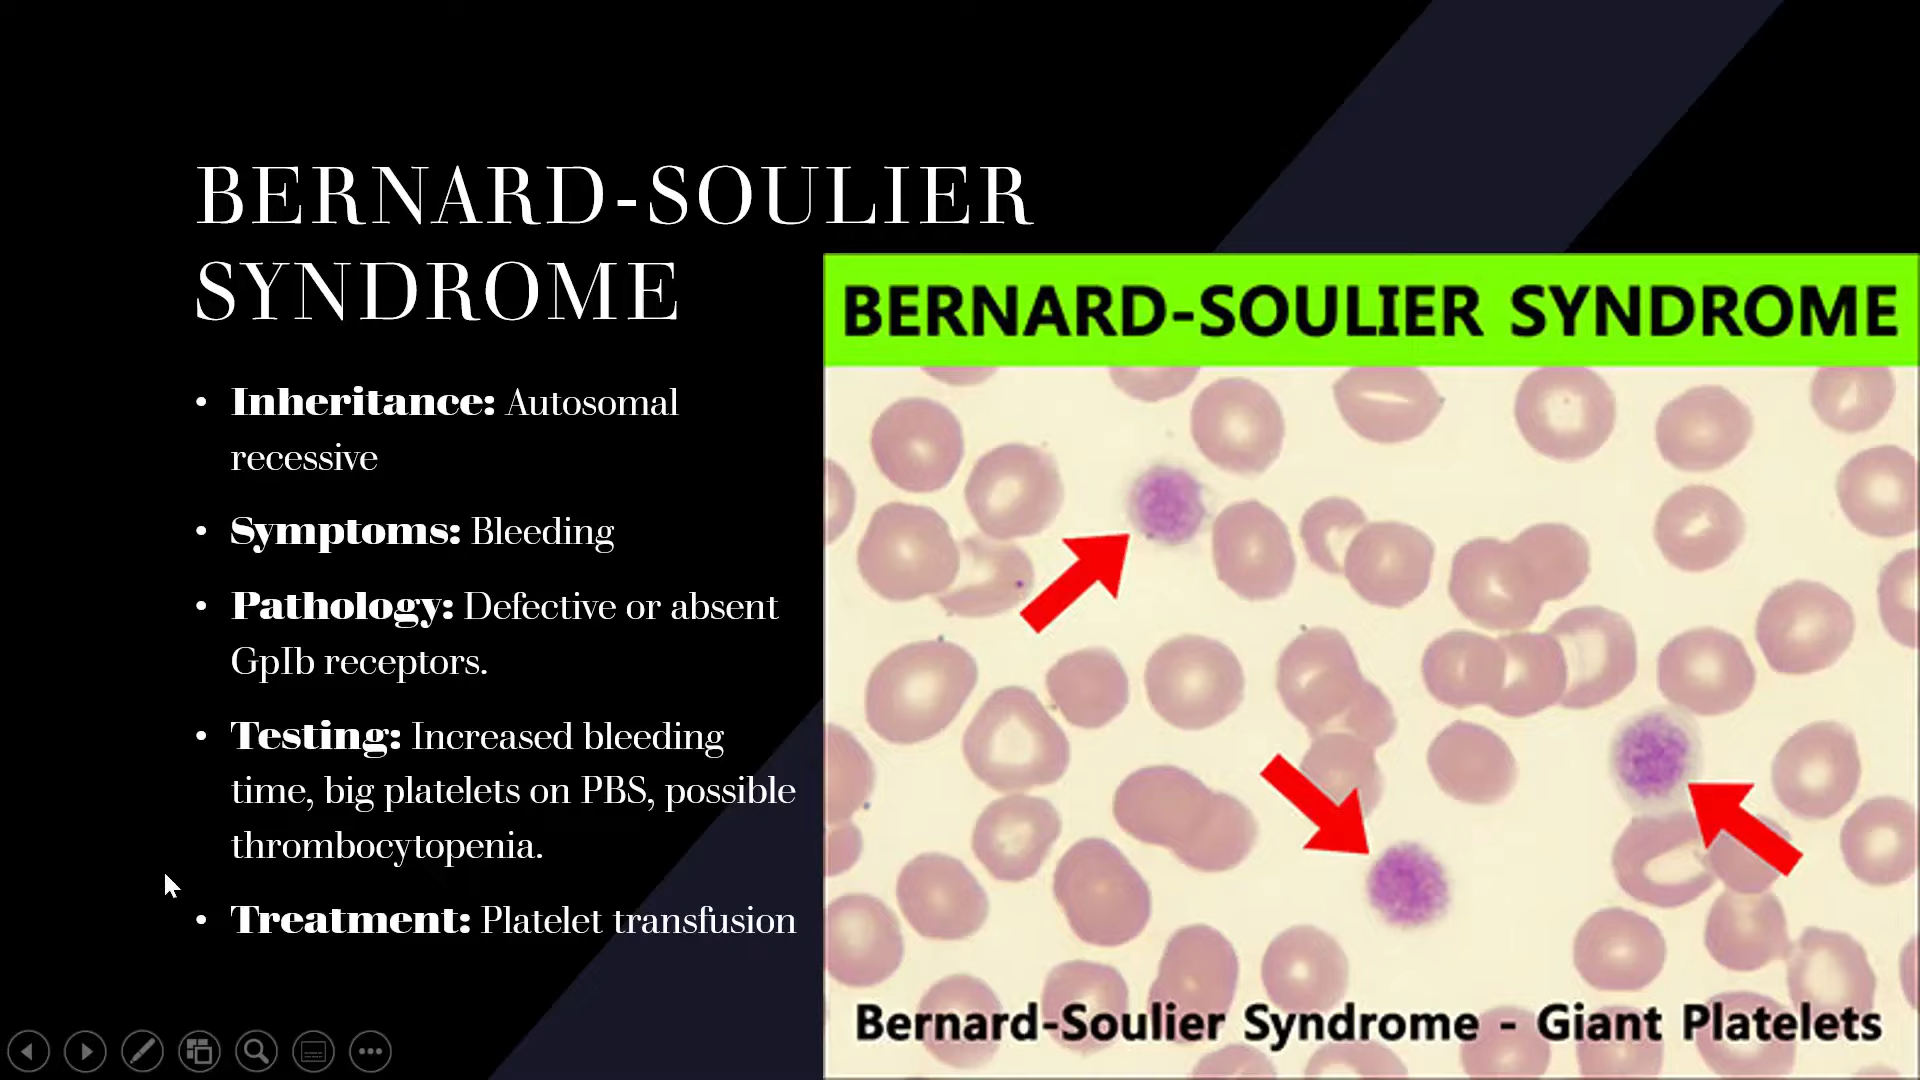 BERNARD-SOULIER
SYNDROME
• Inheritance: Autosomal
recessive
• Symptoms: Bleeding
• Pathology: Defective or absent
GpIb receptors.
• Testing: Increased bleeding
time, big platelets on PBS, possible
thrombocytopenia.
• Treatment: Platelet transfusion
BERNARD-SOULIER SYNDROME
Bernard-Soulier Syndrome - Giant Platelets